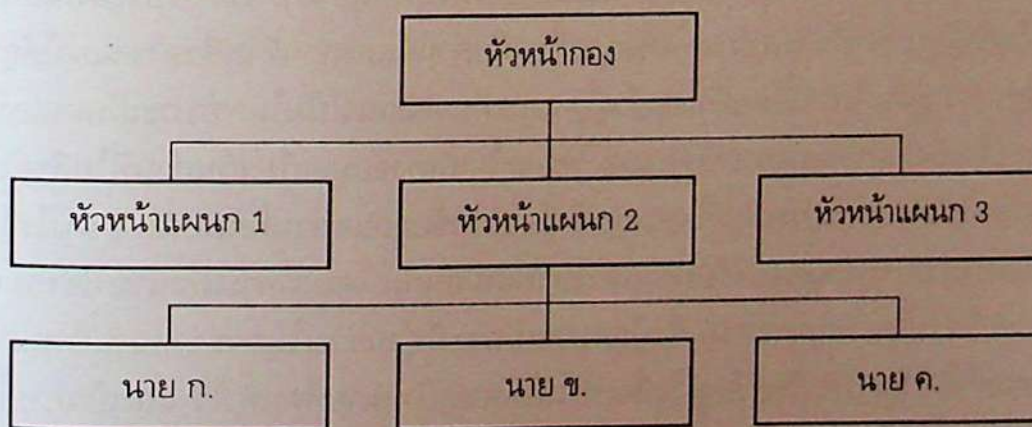 หัวหน้ากอง
หัวหน้าแผนก 1
หัวหน้าแผนก 2
หัวหน้าแผนก 3
นาย ก.
นาย ข.
นาย ค.